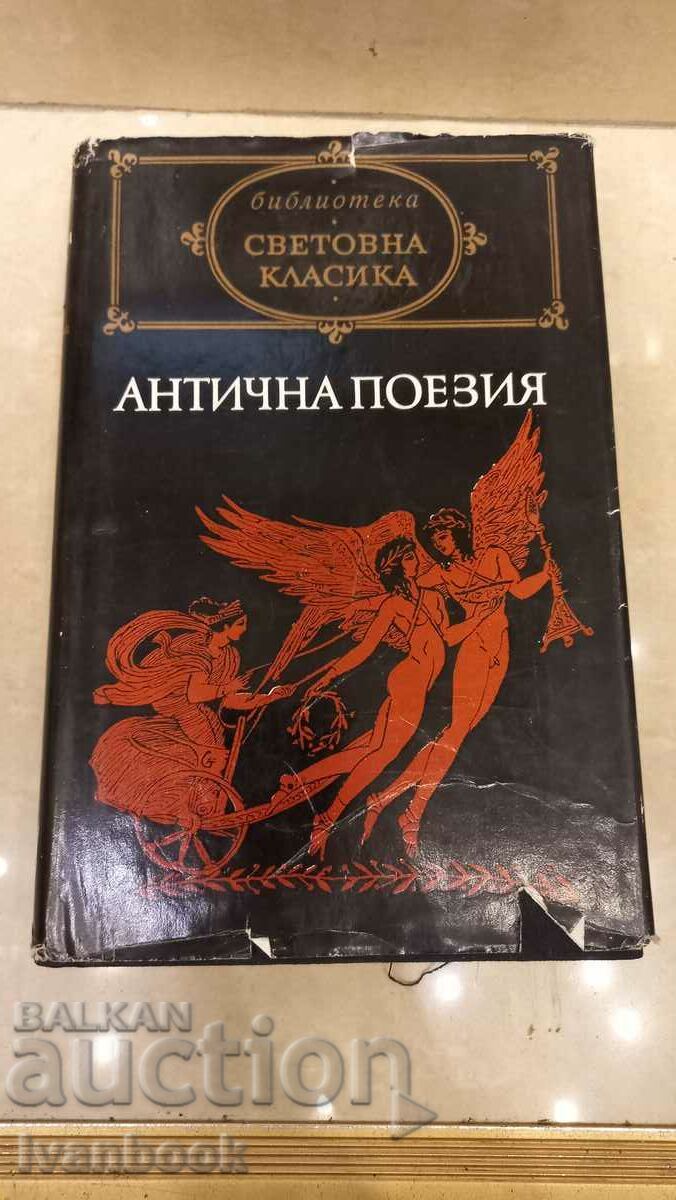 библиотека
СВЕТОВНА
КЛАСИКА
АНТИЧНА ПОЕЗИЯ
BALKAN
auction
Ivanbook